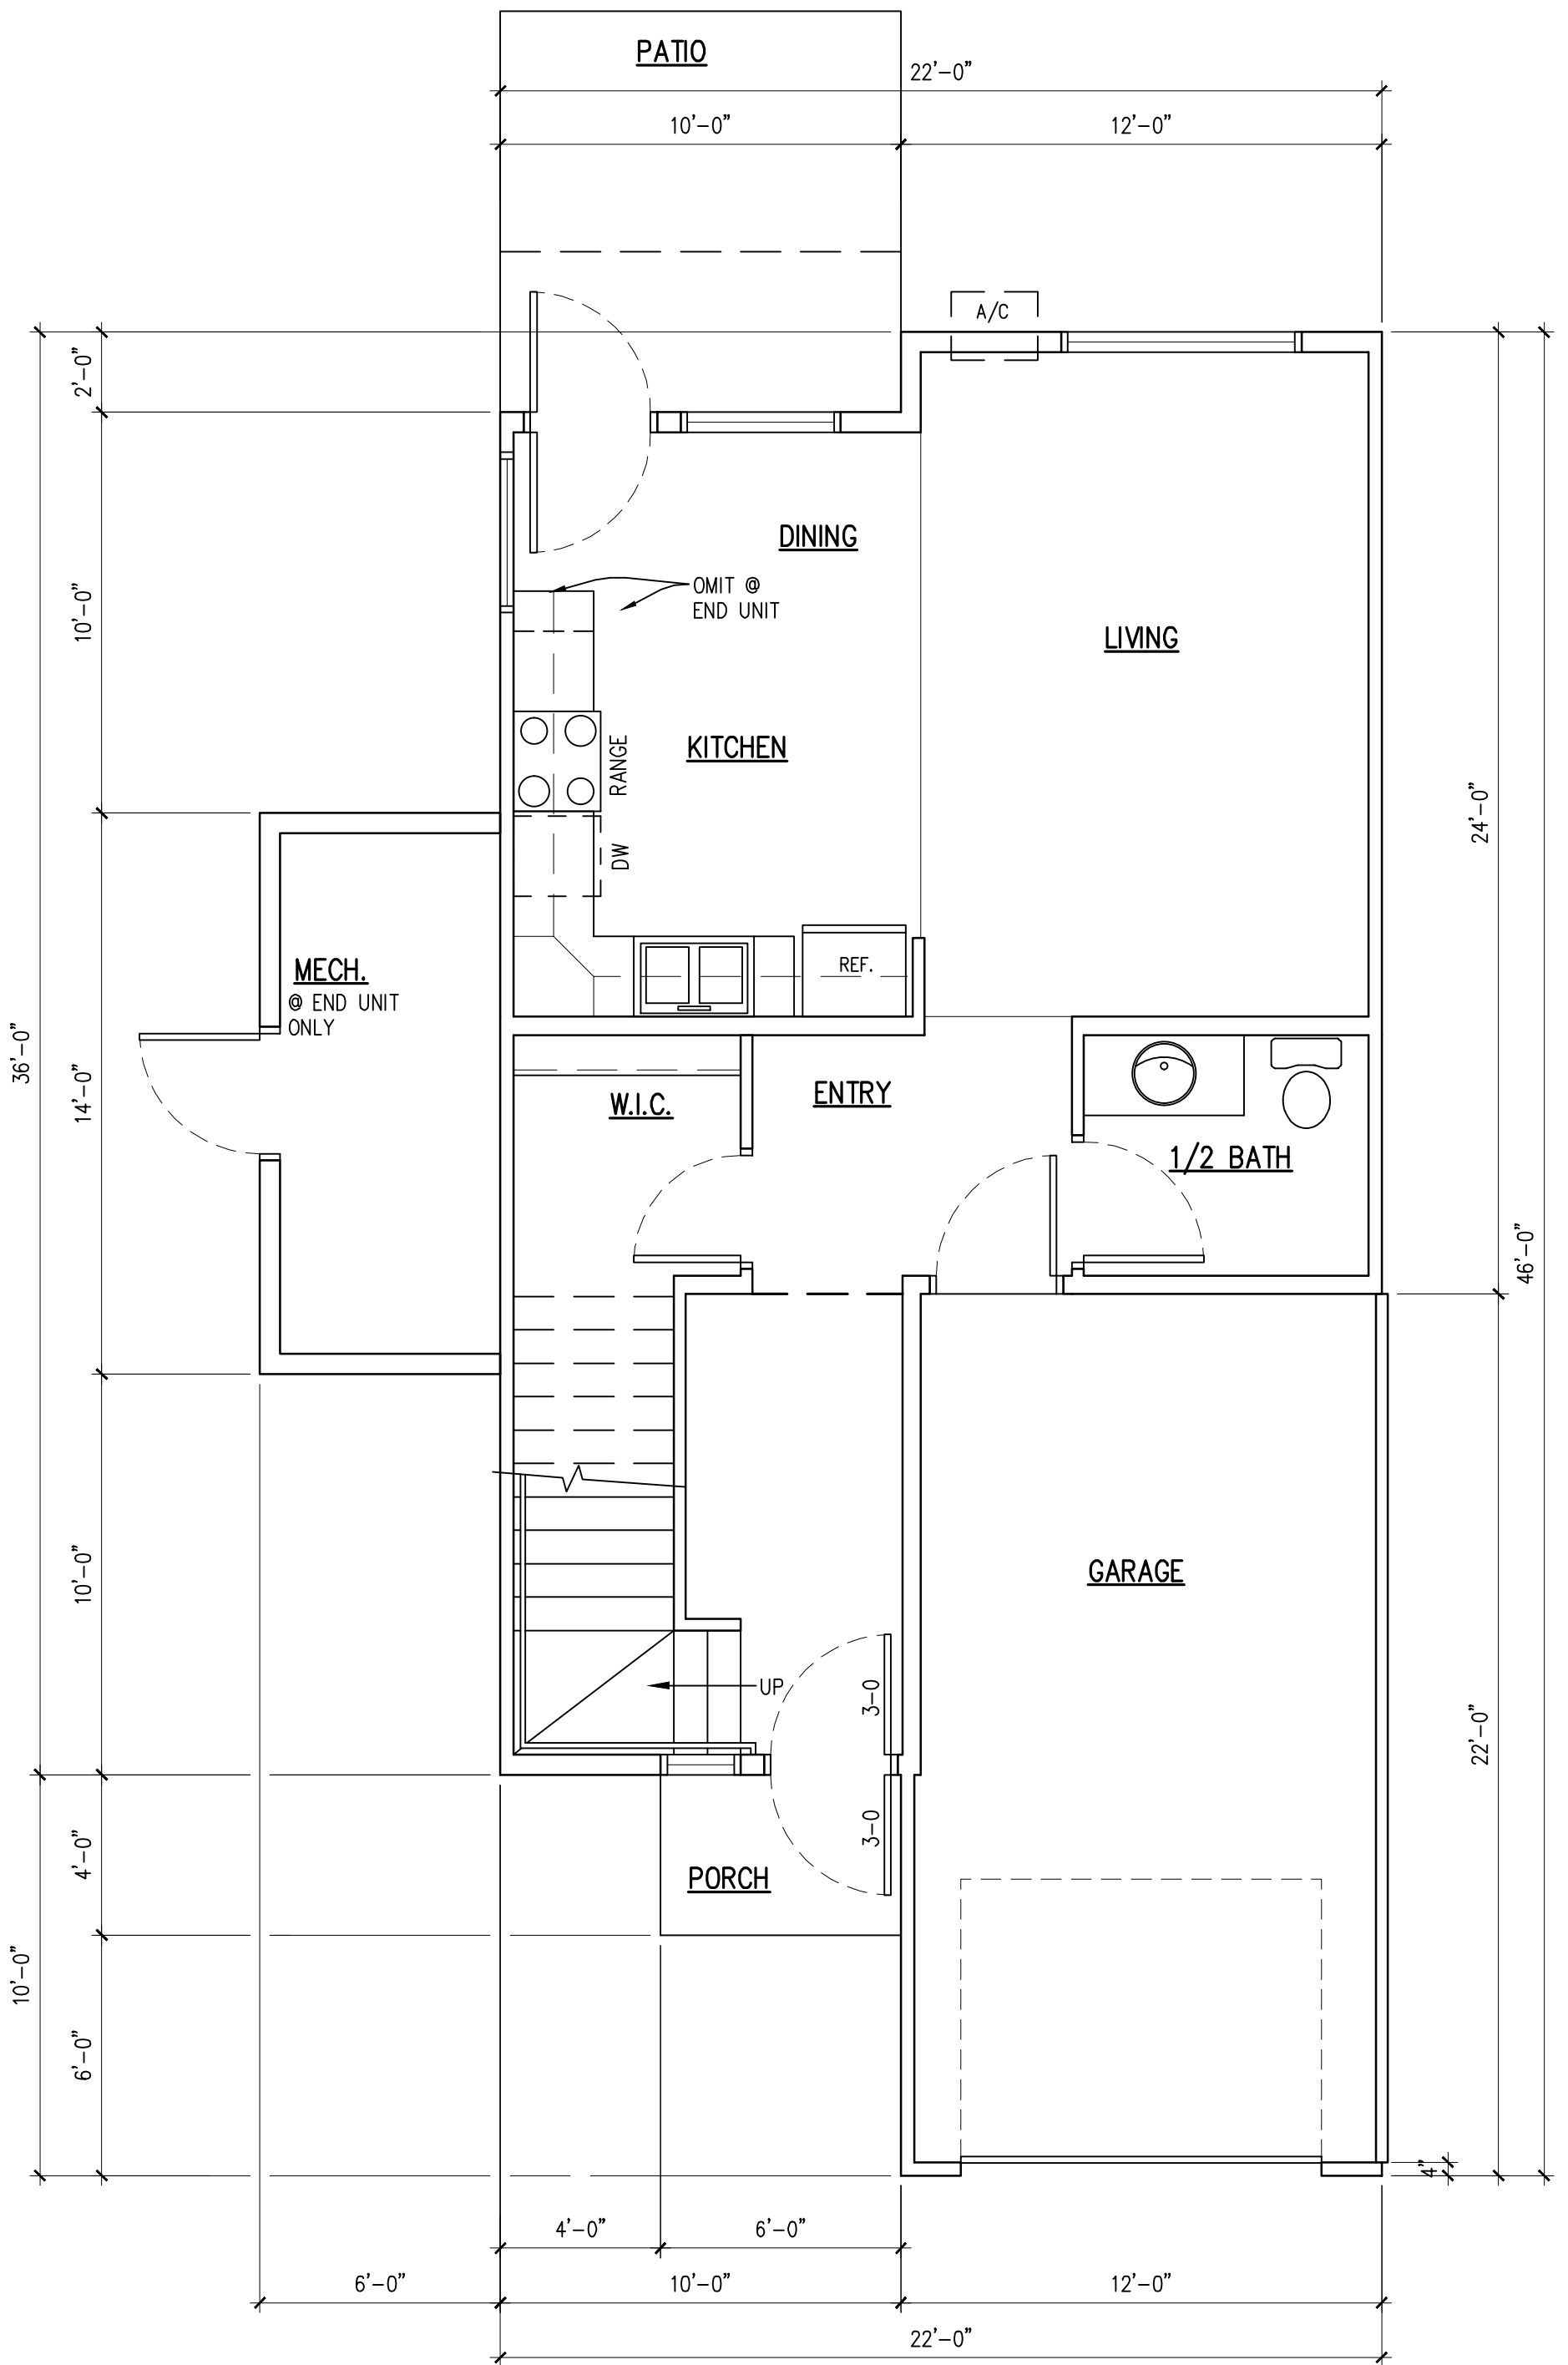 PATIO
22'-0"
10'-0"
12'-0"
A/C
2'-0"
DINING
OMIT @
END UNIT
10'-0"
LIVING
KITCHEN
RANGE
24'-0"
DW
REF.
MECH.
@ END UNIT
ONLY
36'-0"
14'-0"
W.I.C.
ENTRY
1/2 BATH
46'-0"
10'-0"
GARAGE
UP
3-0
22'-0"
3-0
4'-0"
PORCH
10'-0"
6'-0"
4"
4'-0"
6'-0"
6'-0"
10'-0"
12'-0"
22'-0"